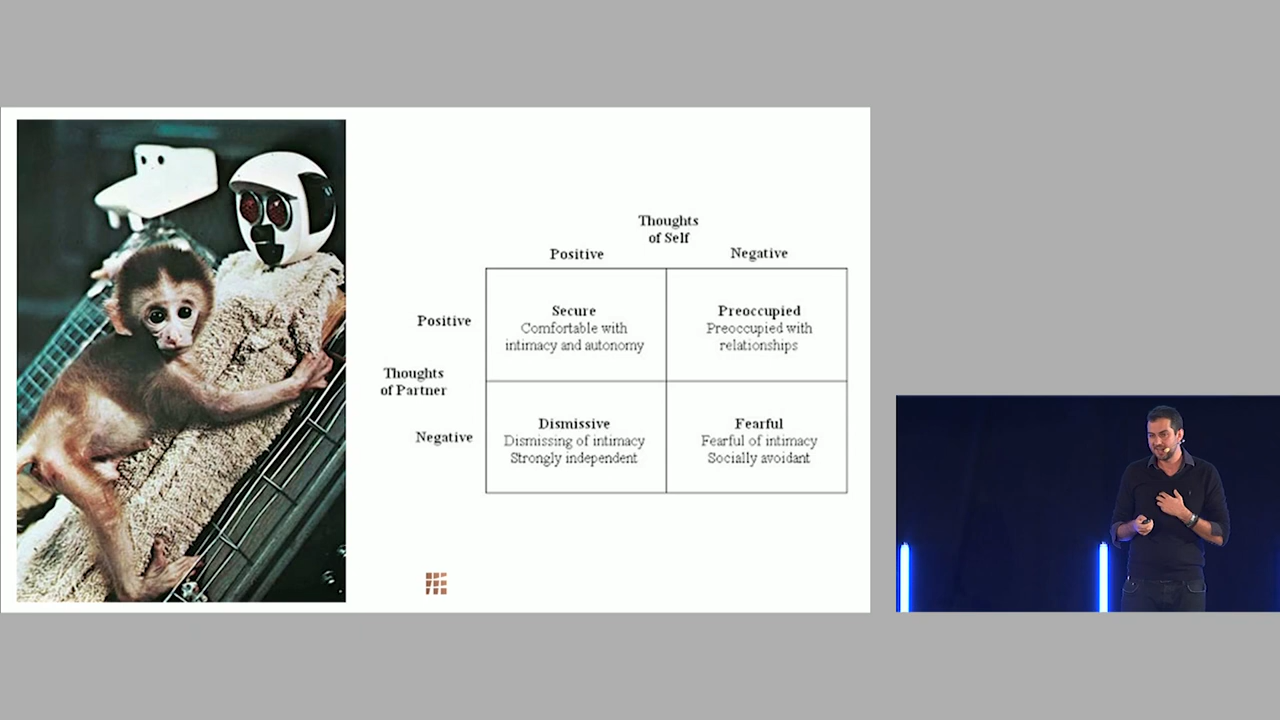 Thoughts
of Self
Positive
Negative
Positive
Secure
Comfortable with
intimacy and autonomy
Preoccupied
Preoccupied with
relationships
Thoughts
of Partner
Negative
Dismissive
Dismissing of intimacy
Strongly independent
Fearful
Fearful of intimacy
Socially avoidant